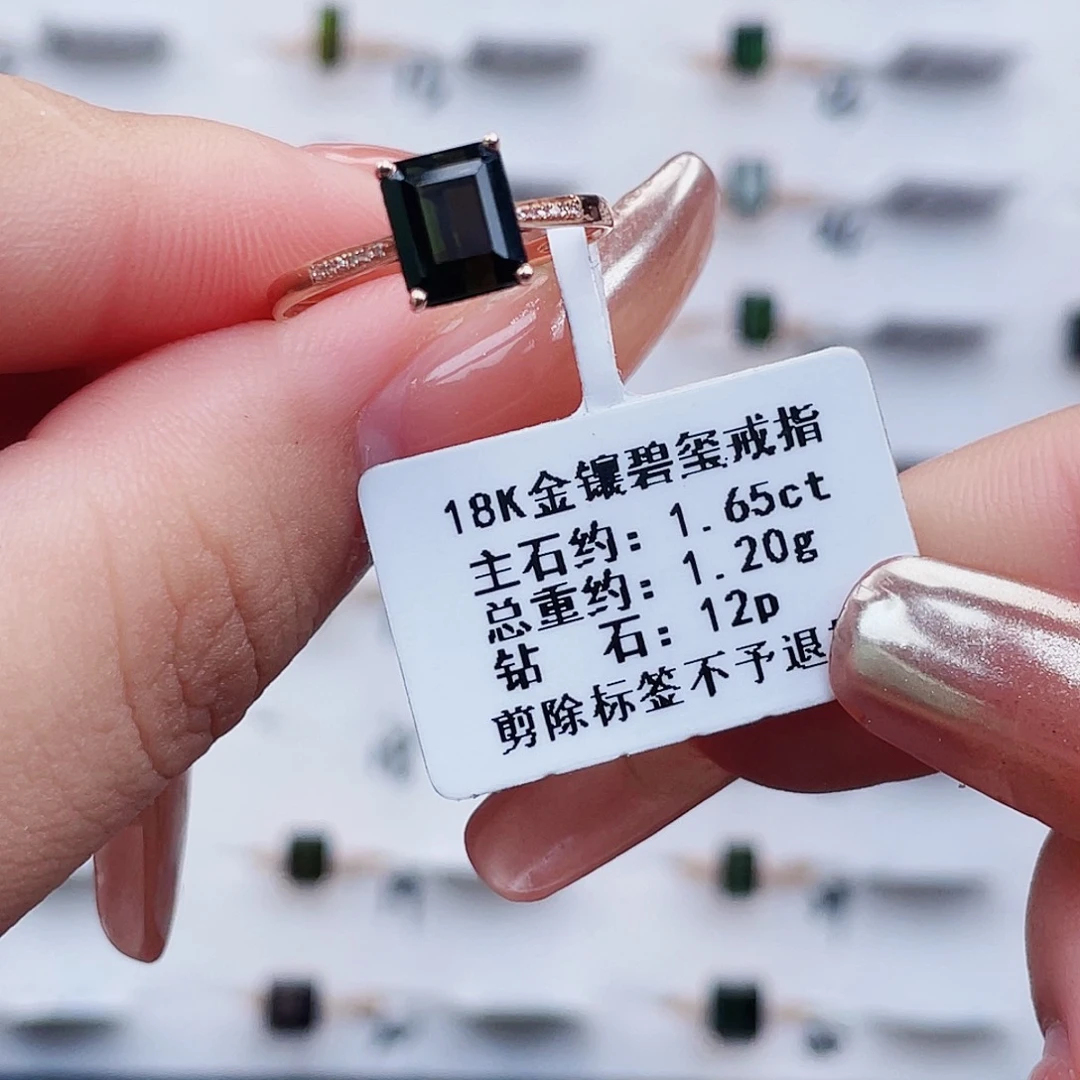 18K金镶碧玺戒指
主石约: 1.65ct
总重约: 1.20g
钻 石: 12p
剪除标签不予退